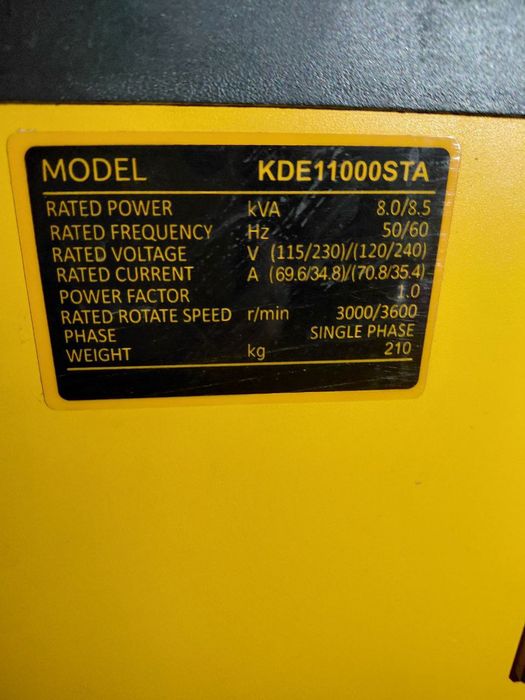 MODEL KDE11000STA
RATED POWER kVA 8.0/8.5
RATED FREQUENCY Hz 50/60
RATED VOLTAGE V (115/230)/(120/240)
RATED CURRENT A (69.6/34.8)/(70.8/35.4)
POWER FACTOR 1.0
RATED ROTATE SPEED r/min 3000/3600
PHASE SINGLE PHASE
WEIGHT kg 210